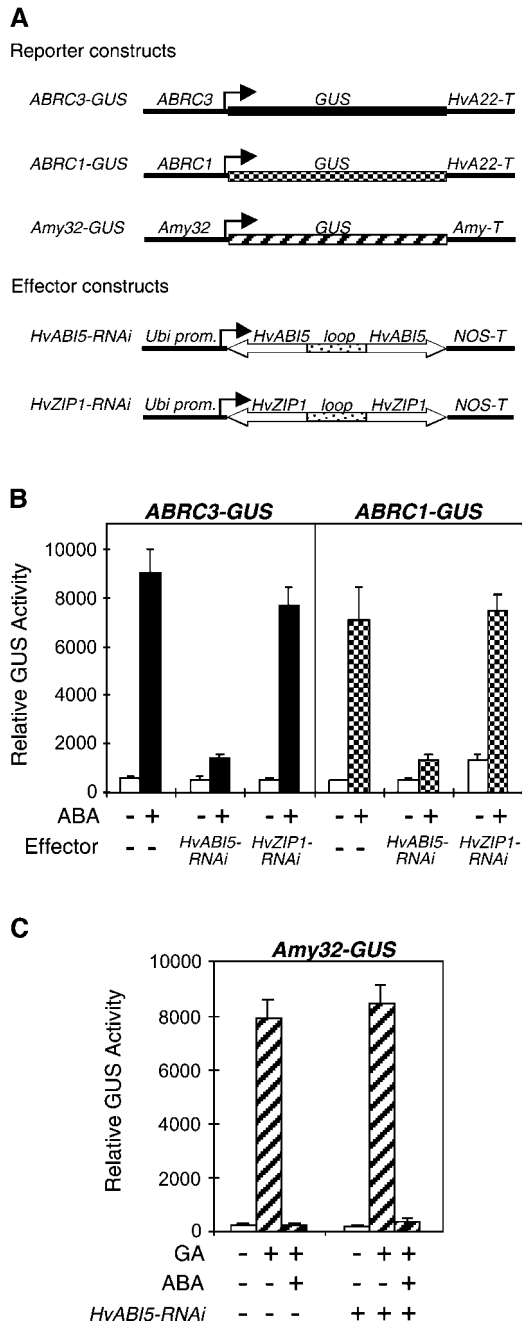 A
Reporter constructs
ABRC3-GUS ABRC3 GUS HvA22-T
ABRC1-GUS ABRC1 GUS HvA22-T
Amy32-GUS Amy32 GUS Amy-T
Effector constructs
HvABI5-RNAi Ubi prom. HvABI5 loop HvABI5 NOS-T
HvZIP1-RNAi Ubi prom. HvZIP1 loop HvZIP1 NOS-T
B
ABRC3-GUS ABRC1-GUS
Relative GUS Activity
10000
8000
6000
4000
2000
0
ABA - + - + - + - + - + - +
Effector - - HvABI5-RNAi HvZIP1-RNAi - - HvABI5-RNAi HvZIP1-RNAi
C
Amy32-GUS
Relative GUS Activity
10000
8000
6000
4000
2000
0
GA - + + - + +
ABA - - + - - +
HvABI5-RNAi - - - + + +